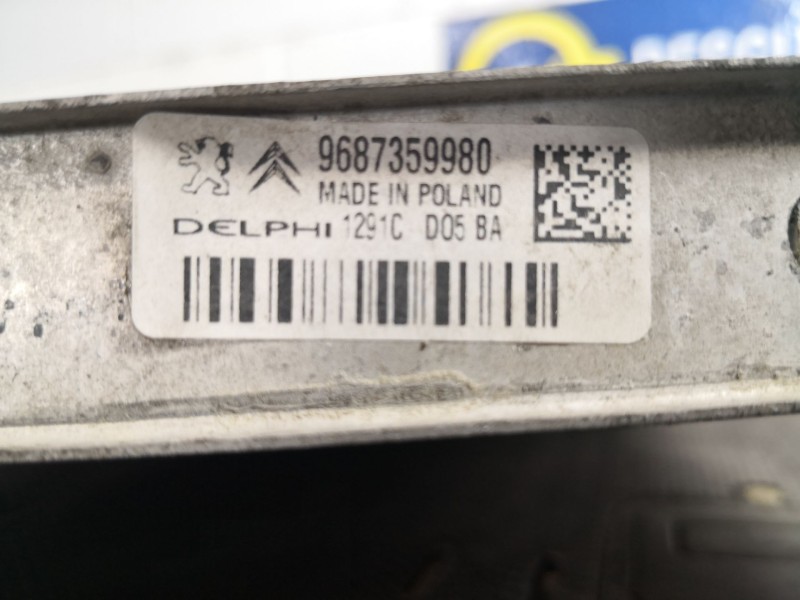 9687359980
MADE IN POLAND
DELPHI 1291C D05 BA